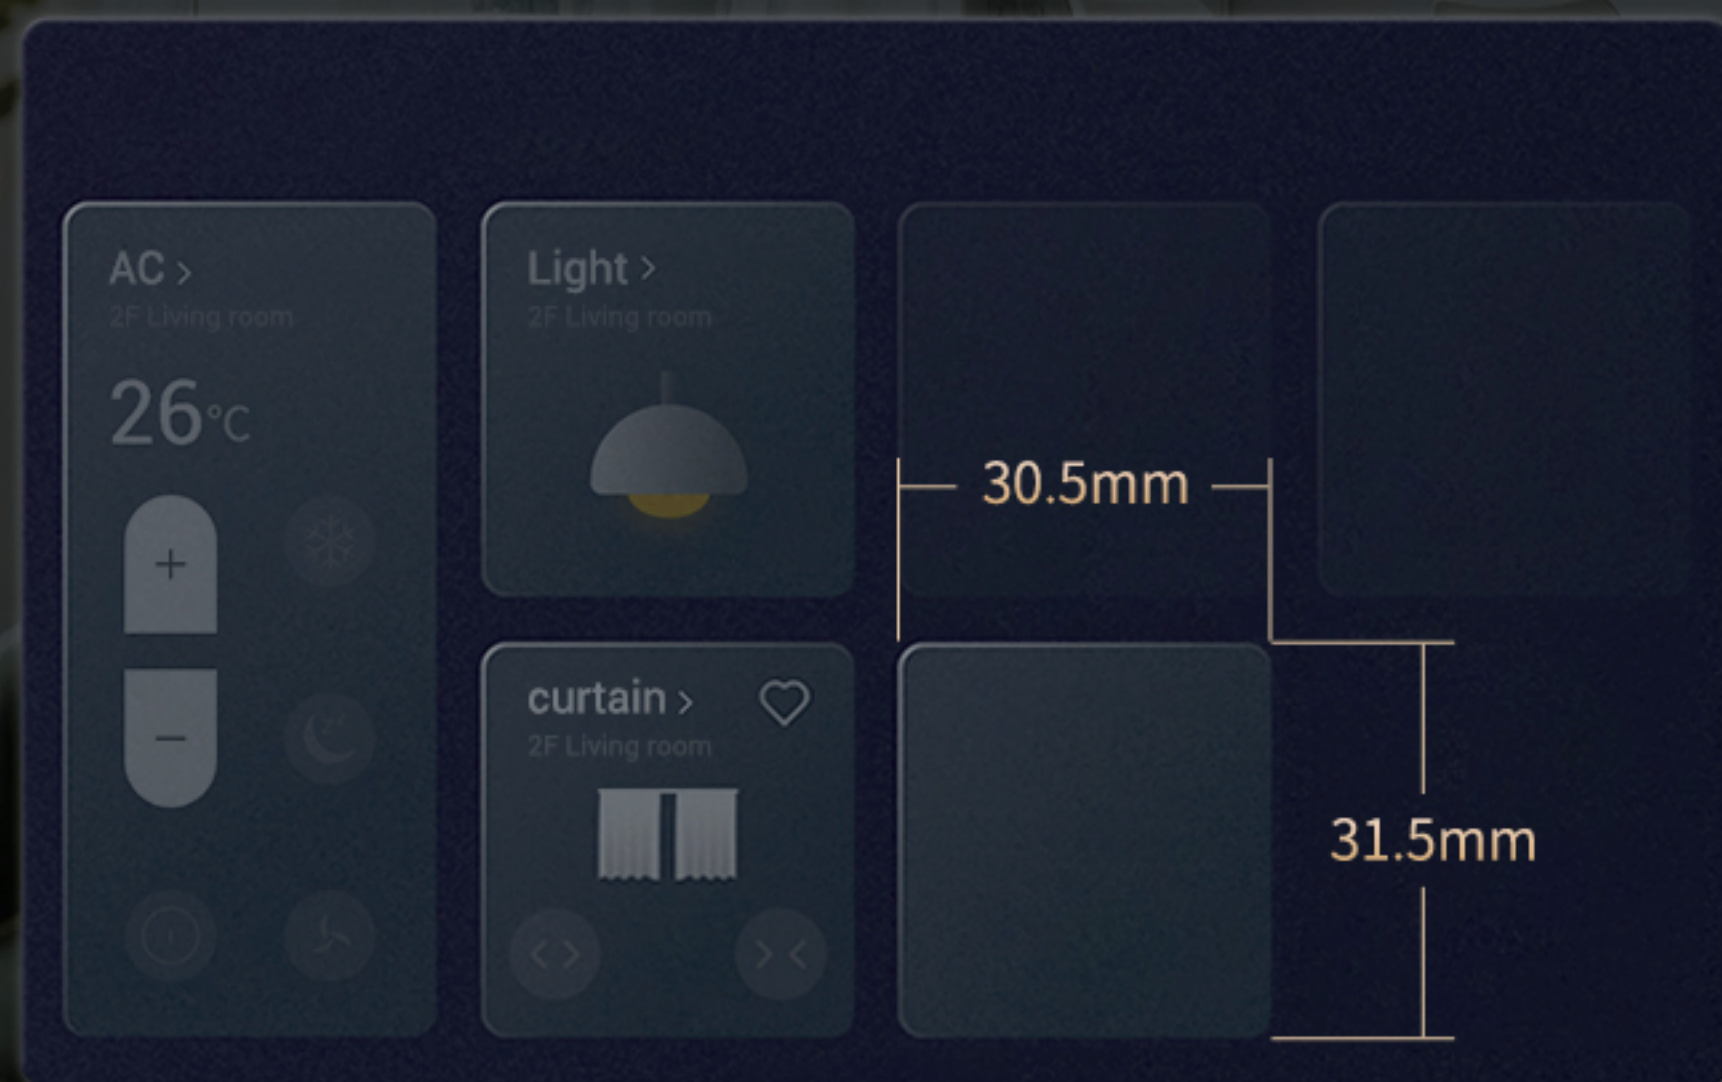 AC >
2F Living room
26°C
+
−
Light >
2F Living room
curtain >
2F Living room
< >
> <
30.5mm
31.5mm